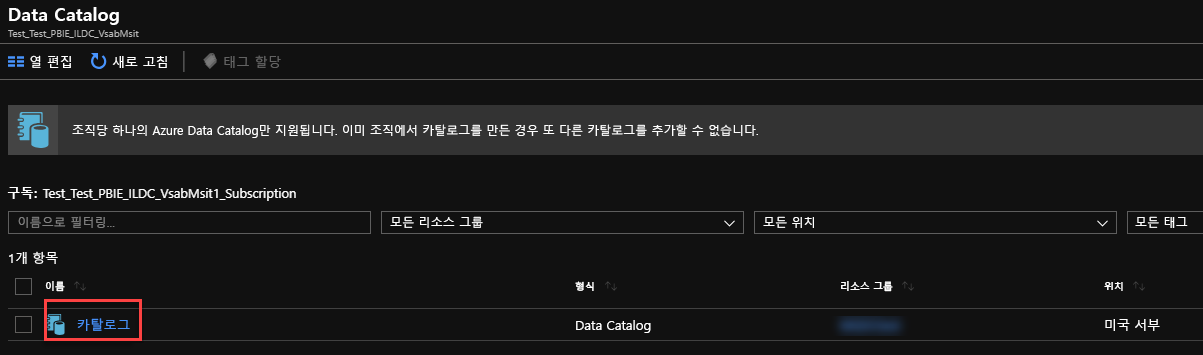 Data Catalog
Test_Test_PBIE_ILDC_VsabMsit
열 편집 새로 고침 태그 할당
조직당 하나의 Azure Data Catalog만 지원됩니다. 이미 조직에서 카탈로그를 만든 경우 또 다른 카탈로그를 추가할 수 없습니다.
구독: Test_Test_PBIE_ILDC_VsabMsit1_Subscription
이름으로 필터링... 모든 리소스 그룹 모든 위치 모든 태그
1개 항목
이름 형식 리소스 그룹 위치
카탈로그 Data Catalog 미국 서부